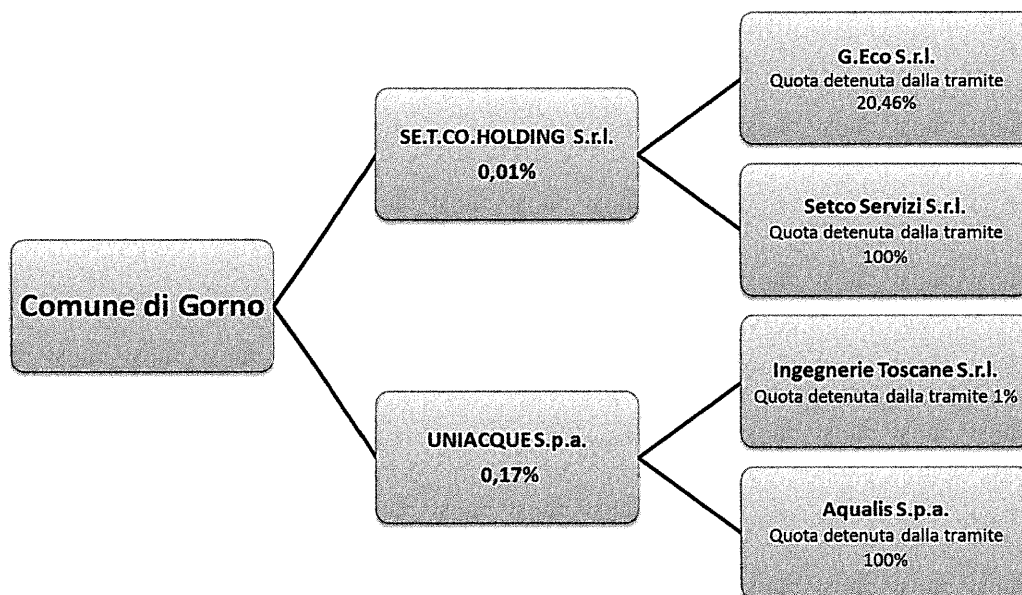 Comune di Gorno
SE.T.CO.HOLDING S.r.l.
0,01%
UNIACQUE S.p.a.
0,17%
G.Eco S.r.l.
Quota detenuta dalla tramite
20,46%
Setco Servizi S.r.l.
Quota detenuta dalla tramite
100%
Ingegnerie Toscane S.r.l.
Quota detenuta dalla tramite 1%
Aqualis S.p.a.
Quota detenuta dalla tramite
100%